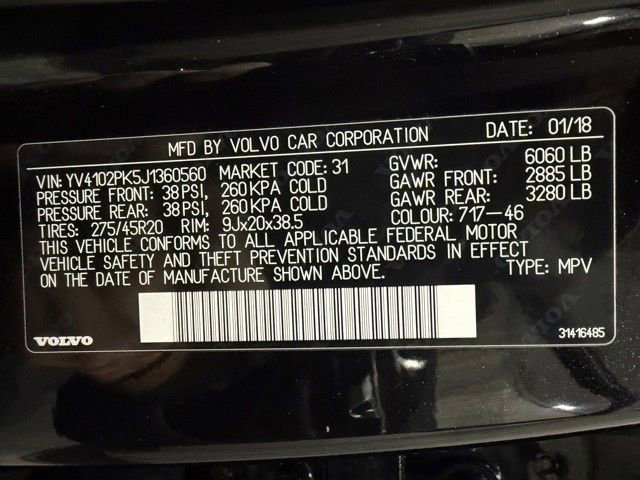 MFD BY VOLVO CAR CORPORATION DATE: 01/18
VIN: YV4102PK5J1360560 MARKET CODE: 31 GVWR: 6060 LB
PRESSURE FRONT: 38 PSI, 260 KPA COLD GAWR FRONT: 2885 LB
PRESSURE REAR: 38 PSI, 260 KPA COLD GAWR REAR: 3280 LB
TIRES: 275/45R20 RIM: 9Jx20x38.5 COLOUR: 717-46
THIS VEHICLE CONFORMS TO ALL APPLICABLE FEDERAL MOTOR
VEHICLE SAFETY AND THEFT PREVENTION STANDARDS IN EFFECT
ON THE DATE OF MANUFACTURE SHOWN ABOVE. TYPE: MPV
VOLVO 31416485